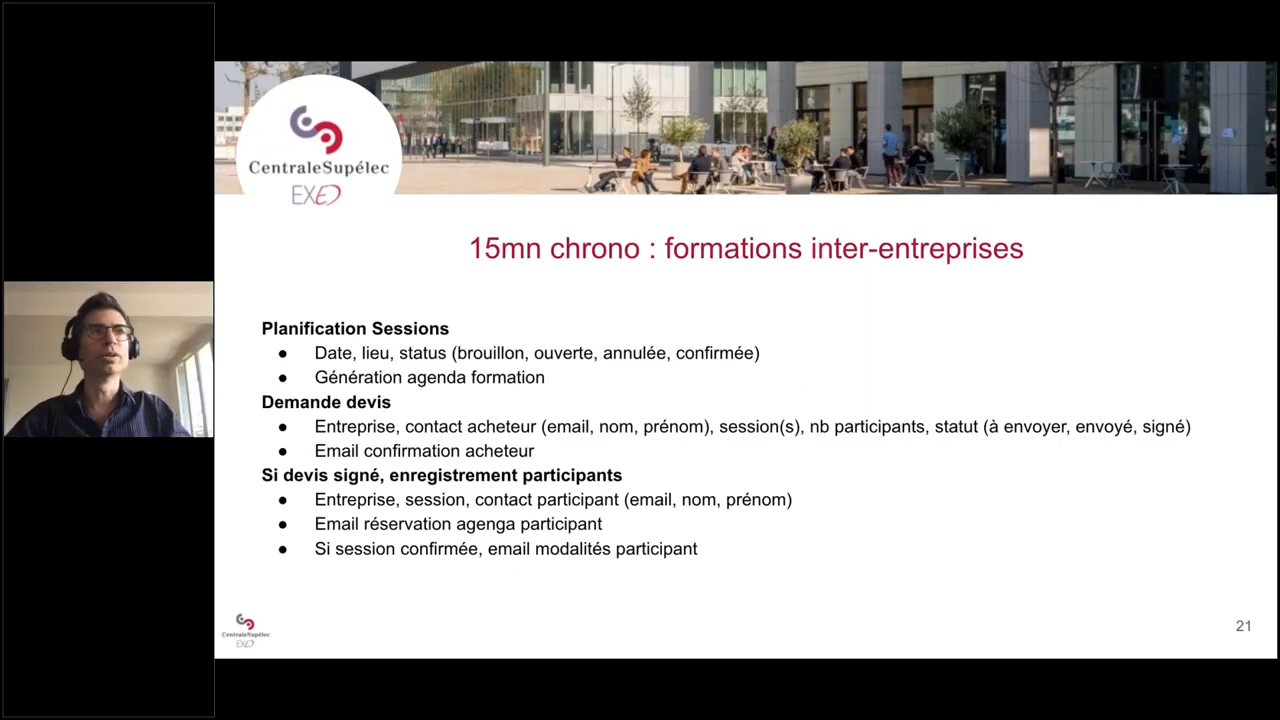 CentraleSupélec
EXED
15mn chrono : formations inter-entreprises
Planification Sessions
● Date, lieu, status (brouillon, ouverte, annulée, confirmée)
● Génération agenda formation
Demande devis
● Entreprise, contact acheteur (email, nom, prénom), session(s), nb participants, statut (à envoyer, envoyé, signé)
● Email confirmation acheteur
Si devis signé, enregistrement participants
● Entreprise, session, contact participant (email, nom, prénom)
● Email réservation agenga participant
● Si session confirmée, email modalités participant
CentraleSupélec
EXED
21